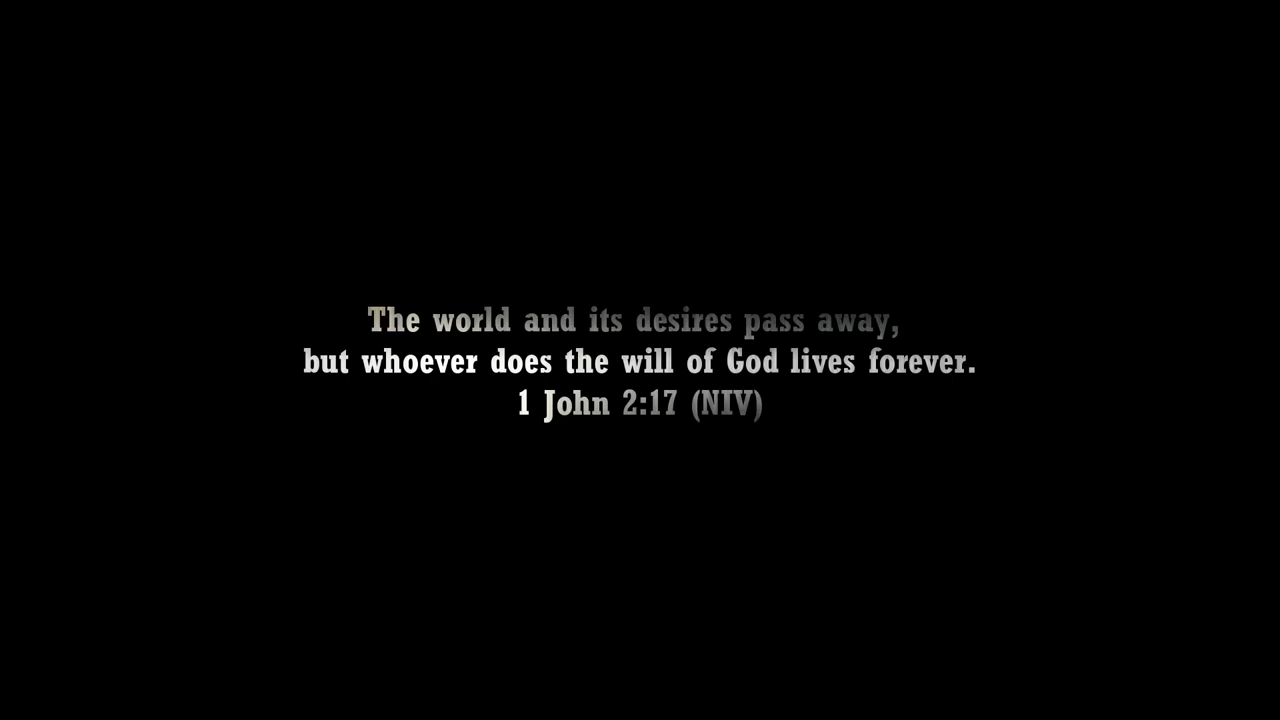 The world and its desires pass away,
but whoever does the will of God lives forever.
1 John 2:17 (NIV)